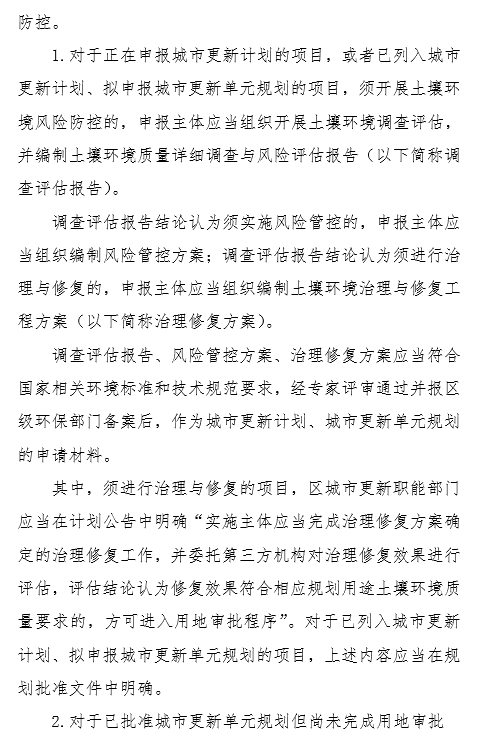 防控。
1.对于正在申报城市更新计划的项目，或者已列入城市
更新计划、拟申报城市更新单元规划的项目，须开展土壤环
境风险防控的，申报主体应当组织开展土壤环境调查评估，
并编制土壤环境质量详细调查与风险评估报告（以下简称调
查评估报告）。
调查评估报告结论认为须实施风险管控的，申报主体应
当组织编制风险管控方案；调查评估报告结论认为须进行治
理与修复的，申报主体应当组织编制土壤环境治理与修复工
程方案（以下简称治理修复方案）。
调查评估报告、风险管控方案、治理修复方案应当符合
国家相关环境标准和技术规范要求，经专家评审通过并报区
级环保部门备案后，作为城市更新计划、城市更新单元规划
的申请材料。
其中，须进行治理与修复的项目，区城市更新职能部门
应当在计划公告中明确“实施主体应当完成治理修复方案确
定的治理修复工作，并委托第三方机构对治理修复效果进行
评估，评估结论认为修复效果符合相应规划用途土壤环境质
量要求的，方可进入用地审批程序”。对于已列入城市更新
计划、拟申报城市更新单元规划的项目，上述内容应当在规
划批准文件中明确。
2.对于已批准城市更新单元规划但尚未完成用地审批